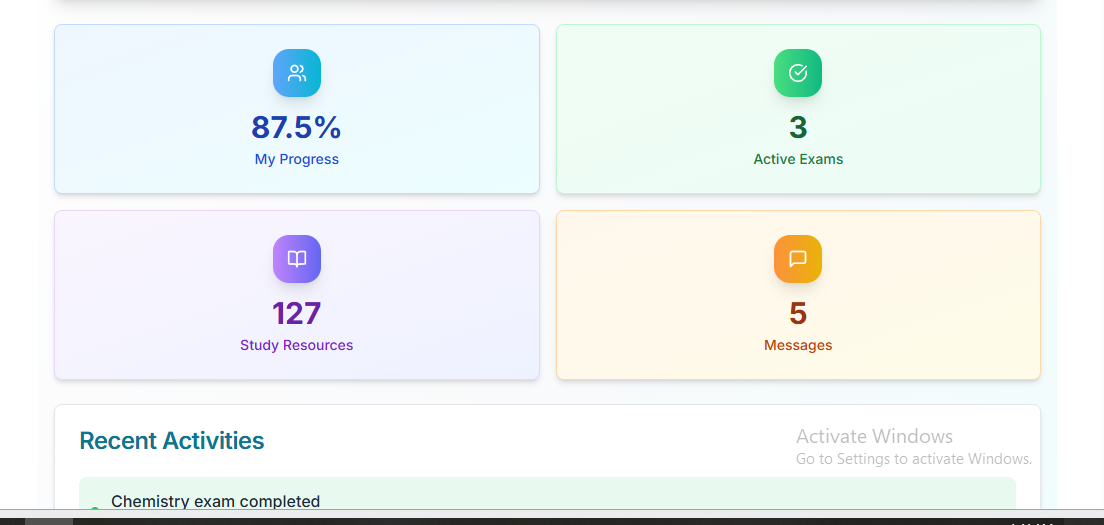 87.5%
My Progress
3
Active Exams
127
Study Resources
5
Messages
Recent Activities
Activate Windows
Go to Settings to activate Windows.
Chemistry exam completed